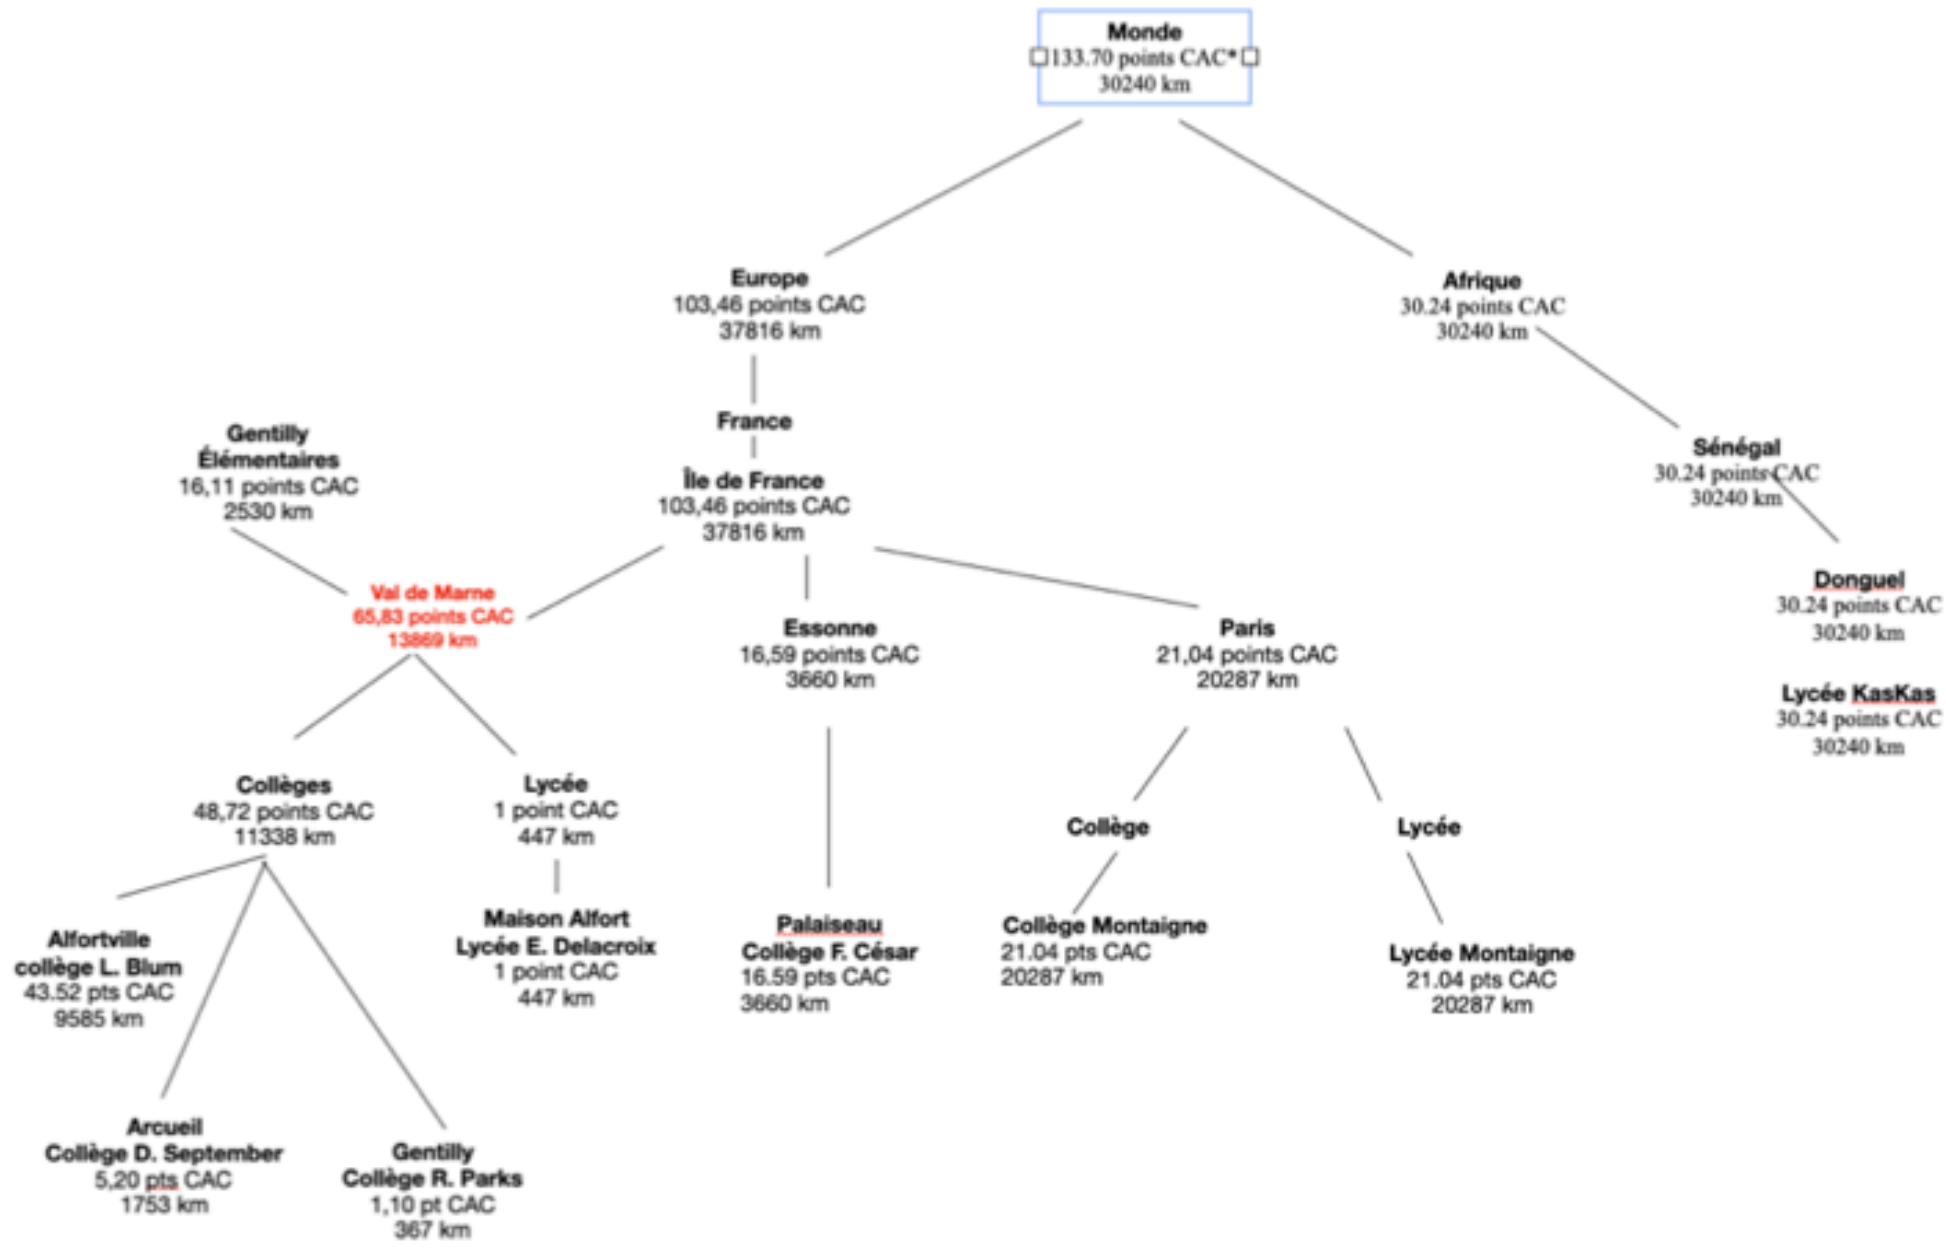 Monde
133.70 points CAC*
30240 km
Europe
103,46 points CAC
37816 km
Afrique
30.24 points CAC
30240 km
France
Gentilly
Élémentaires
16,11 points CAC
2530 km
Île de France
103,46 points CAC
37816 km
Sénégal
30.24 points CAC
30240 km
Val de Marne
65,83 points CAC
13869 km
Essonne
16,59 points CAC
3660 km
Paris
21,04 points CAC
20287 km
Donguel
30.24 points CAC
30240 km
Lycée KasKas
30.24 points CAC
30240 km
Collèges
48,72 points CAC
11338 km
Lycée
1 point CAC
447 km
Collège
Lycée
Alfortville
collège L. Blum
43.52 pts CAC
9585 km
Maison Alfort
Lycée E. Delacroix
1 point CAC
447 km
Palaiseau
Collège F. César
16.59 pts CAC
3660 km
Collège Montaigne
21.04 pts CAC
20287 km
Lycée Montaigne
21.04 pts CAC
20287 km
Arcueil
Collège D. September
5,20 pts CAC
1753 km
Gentilly
Collège R. Parks
1,10 pt CAC
367 km